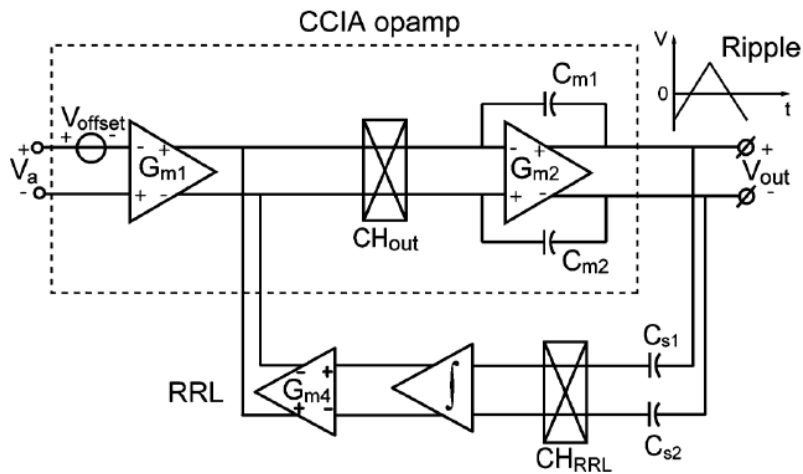 CCIA opamp
V
Ripple
0
t
Cm1
Voffset
+ -
+
Va
-
- +
Gm1
+ -
CHout
- +
Gm2
+ -
Cm2
+
Vout
-
RRL
- +
Gm4
+ -
∫
CHRRL
Cs1
Cs2